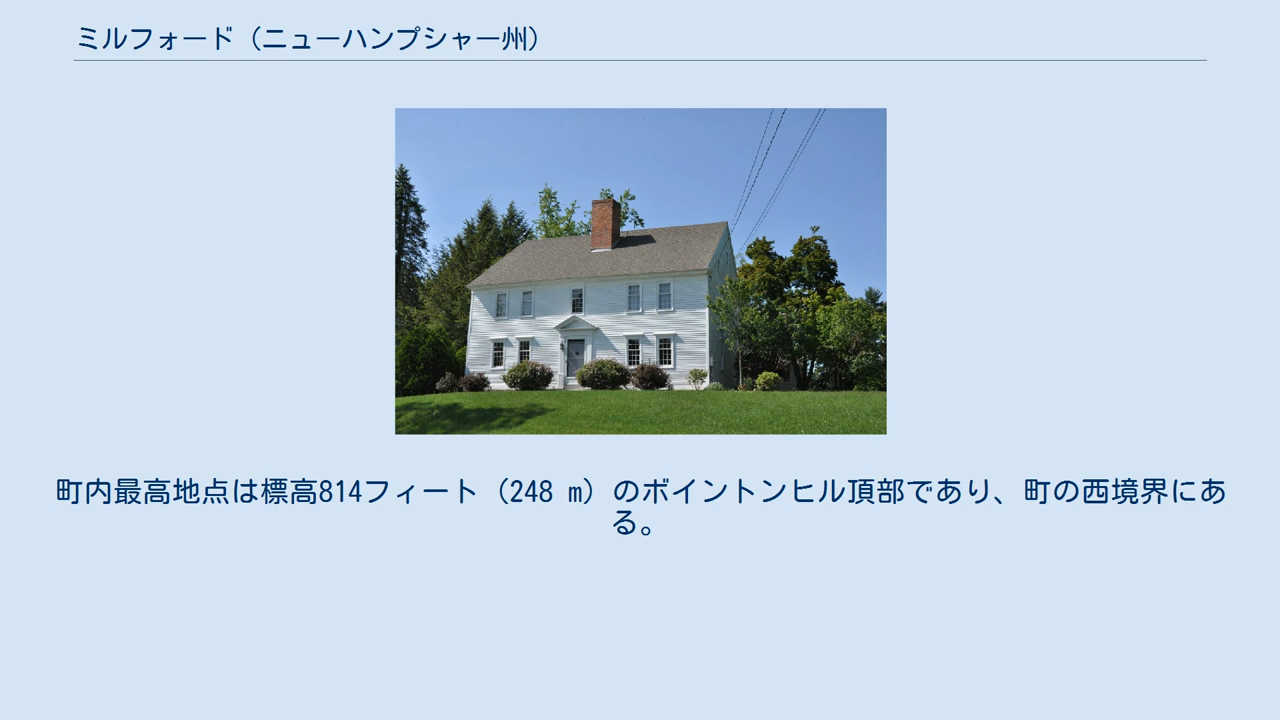 ミルフォード（ニューハンプシャー州）
町内最高地点は標高814フィート（248 m）のボイントンヒル頂部であり、町の西境界にあ
る。